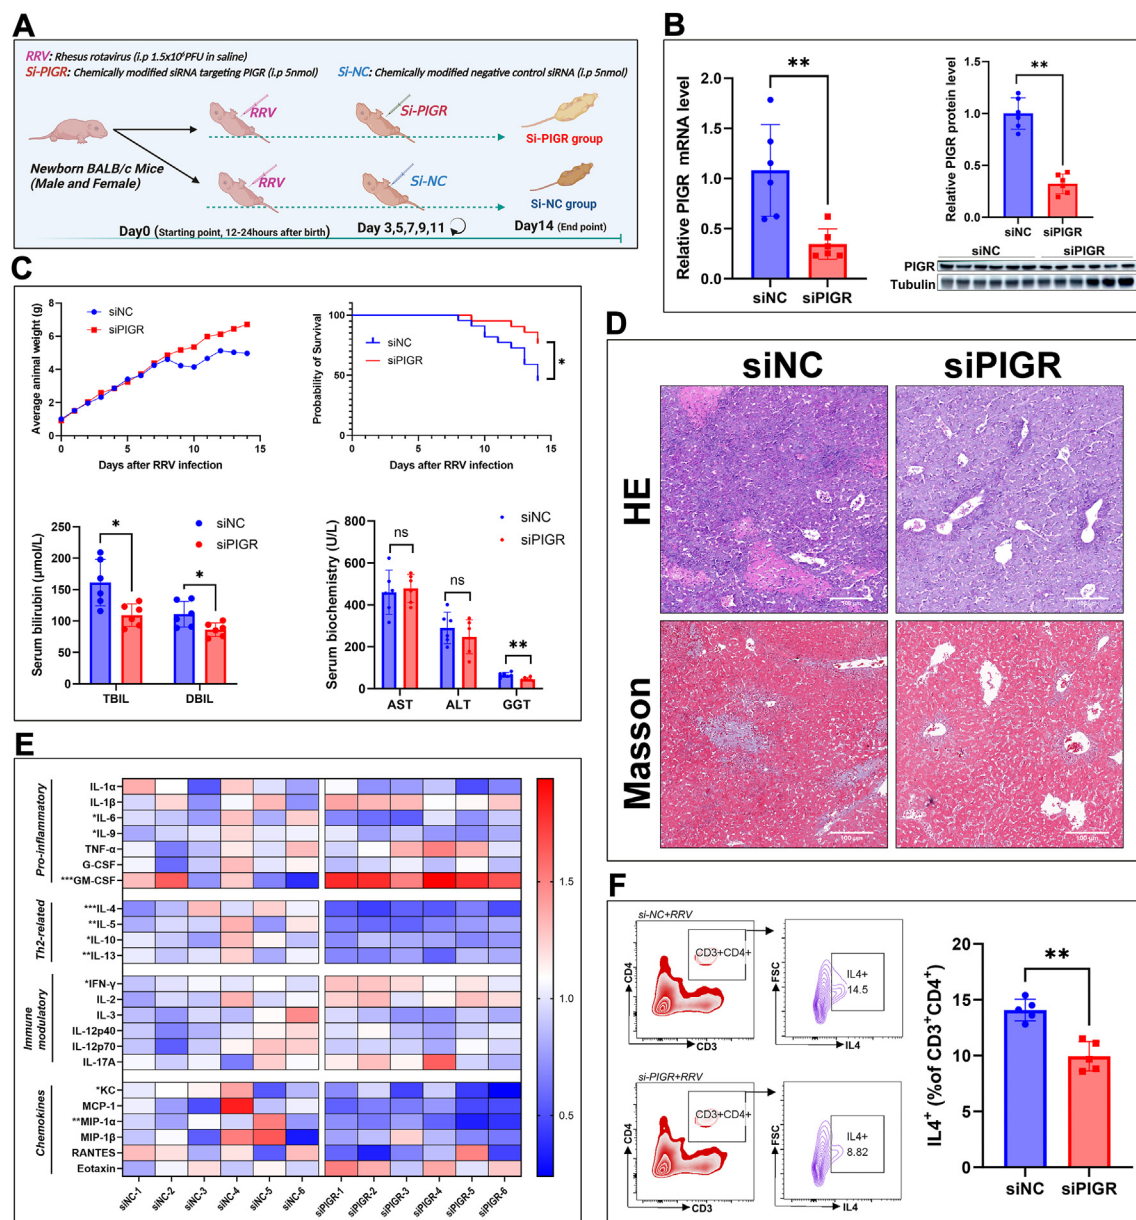 A
RRV: Rhesus rotavirus (i.p 1.5x10⁶PFU in saline)
Si-PIGR: Chemically modified siRNA targeting PIGR (i.p 5nmol)
Si-NC: Chemically modified negative control siRNA (i.p 5nmol)
RRV
Si-PIGR
Si-PIGR group
Newborn BALB/c Mice
(Male and Female)
RRV
Si-NC
Si-NC group
Day0 (Starting point, 12-24hours after birth)
Day 3,5,7,9,11
Day14 (End point)
B
Relative PIGR mRNA level
2.0
1.5
1.0
0.5
0.0
**
siNC
siPIGR
Relative PIGR protein level
1.5
1.0
0.5
0.0
**
siNC
siPIGR
siNC
siPIGR
PIGR
Tubulin
C
Average animal weight (g)
8
6
4
2
0
siNC
siPIGR
0
5
10
15
Days after RRV infection
Probability of Survival
100
50
0
siNC
siPIGR
*
0
5
10
15
Days after RRV infection
Serum bilirubin (μmol/L)
250
200
150
100
50
0
*
*
siNC
siPIGR
TBIL
DBIL
Serum biochemistry (U/L)
800
600
400
200
0
ns
ns
**
siNC
siPIGR
AST
ALT
GGT
D
siNC
siPIGR
HE
100 μm
100 μm
Masson
100 μm
100 μm
E
Pro-inflammatory
IL-1α
IL-1β
*IL-6
*IL-9
TNF-α
G-CSF
***GM-CSF
Th2-related
***IL-4
**IL-5
*IL-10
**IL-13
Immune modulatory
*IFN-γ
IL-2
IL-3
IL-12p40
IL-12p70
IL-17A
Chemokines
*KC
MCP-1
**MIP-1α
MIP-1β
RANTES
Eotaxin
siNC-1
siNC-2
siNC-3
siNC-4
siNC-5
siNC-6
siPIGR-1
siPIGR-2
siPIGR-3
siPIGR-4
siPIGR-5
siPIGR-6
1.5
1.0
0.5
F
si-NC+RRV
CD3+CD4+
CD4
CD3
IL4+
14.5
FSC
IL4
si-PIGR+RRV
CD3+CD4+
CD4
CD3
IL4+
8.82
FSC
IL4
IL4⁺ (%of CD3⁺CD4⁺)
20
15
10
5
0
**
siNC
siPIGR